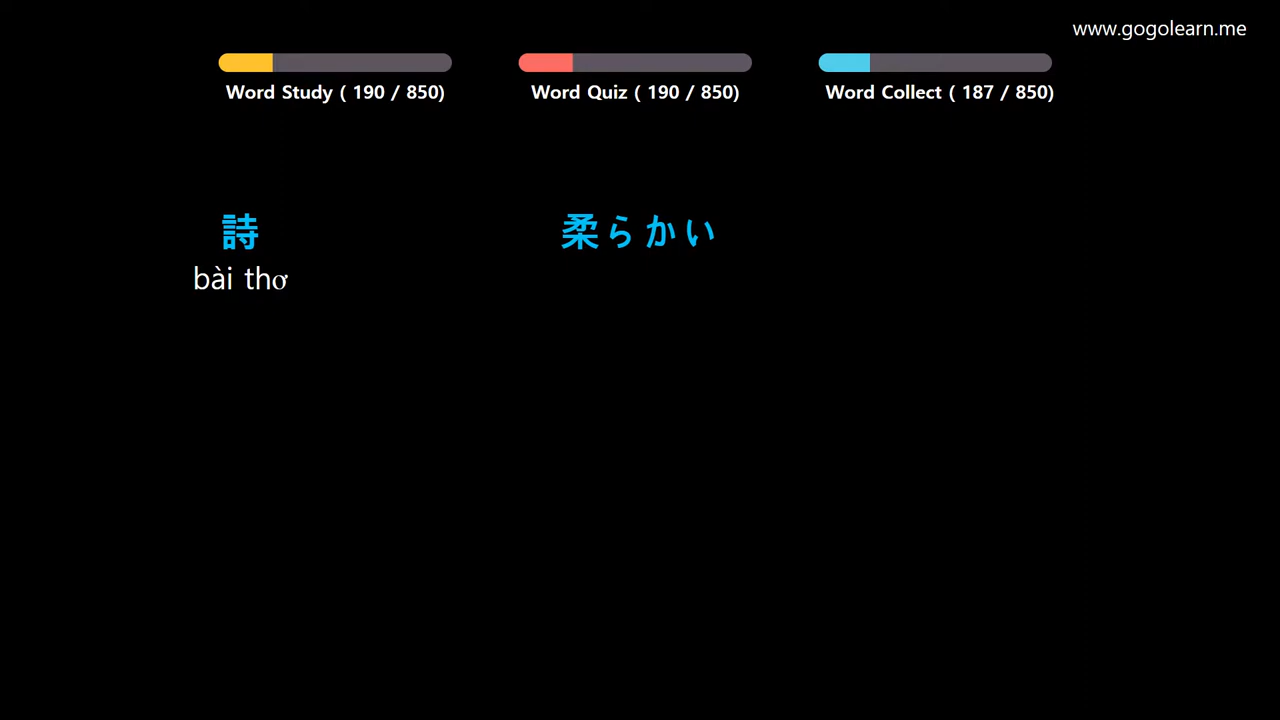 www.gogolearn.me
Word Study ( 190 / 850)
Word Quiz ( 190 / 850)
Word Collect ( 187 / 850)
詩
bài thơ
柔らかい